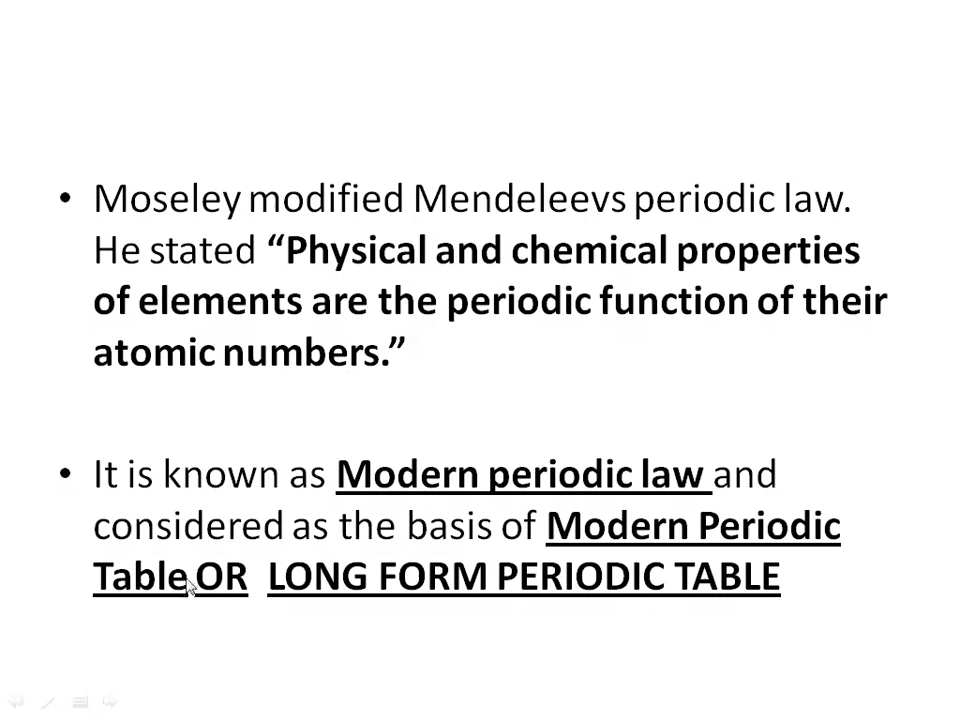 • Moseley modified Mendeleevs periodic law.
He stated “Physical and chemical properties
of elements are the periodic function of their
atomic numbers.”
• It is known as Modern periodic law and
considered as the basis of Modern Periodic
Table OR LONG FORM PERIODIC TABLE